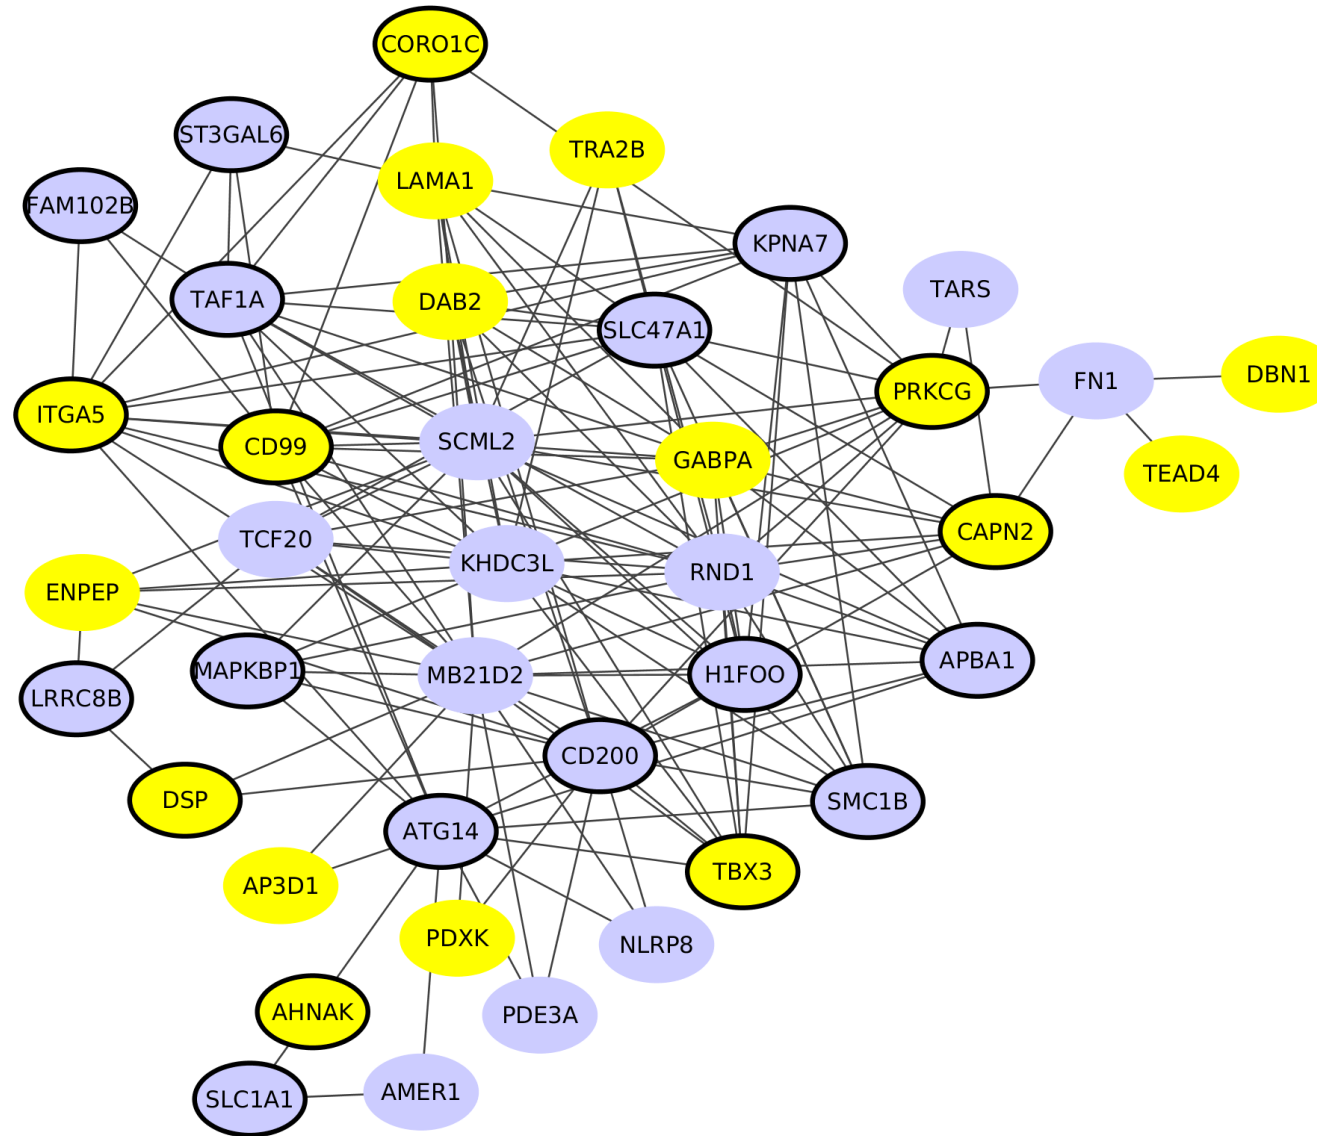 CORO1C
ST3GAL6
TRA2B
LAMA1
FAM102B
KPNA7
TARS
TAF1A
DAB2
SLC47A1
FN1
DBN1
PRKCG
ITGA5
CD99
SCML2
GABPA
TEAD4
CAPN2
TCF20
KHDC3L
RND1
ENPEP
APBA1
MAPKBP1
MB21D2
H1FOO
LRRC8B
CD200
DSP
SMC1B
ATG14
TBX3
AP3D1
PDXK
NLRP8
AHNAK
PDE3A
SLC1A1
AMER1